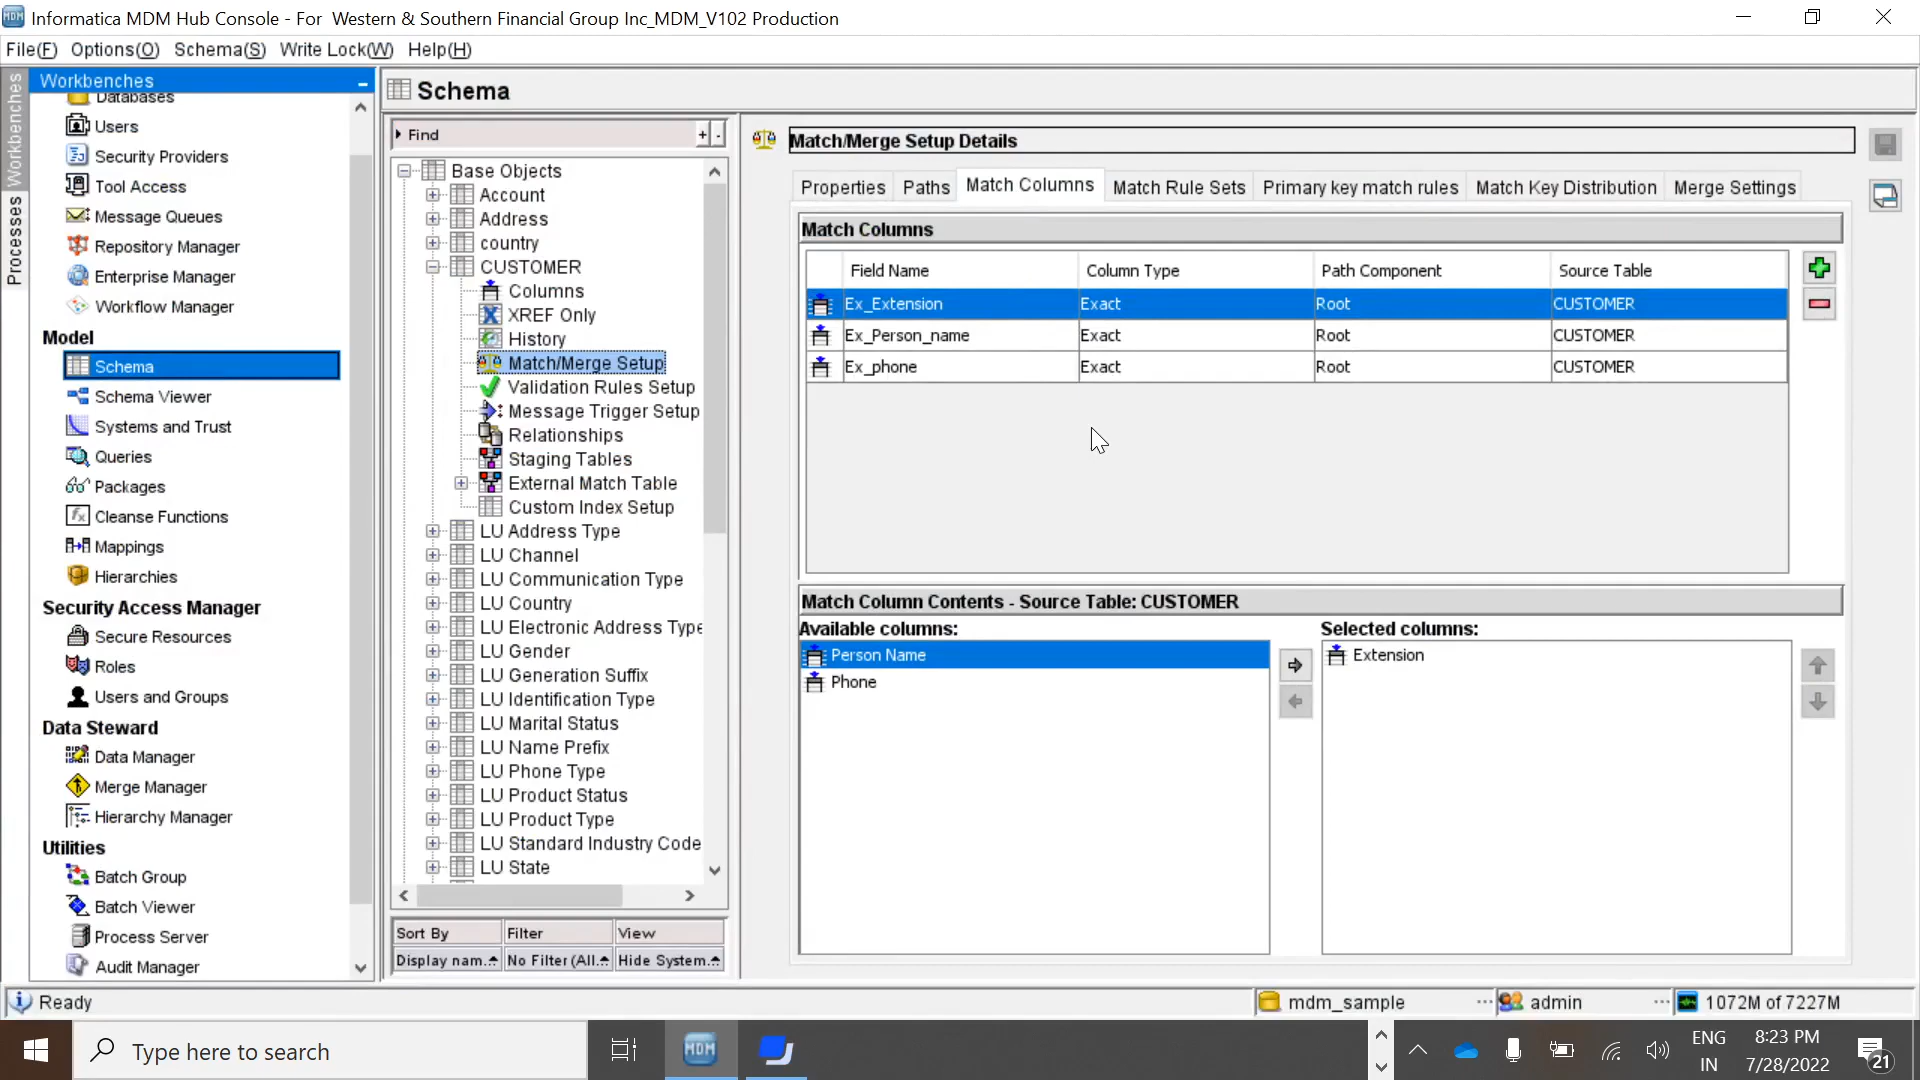 Informatica MDM Hub Console - For  Western & Southern Financial Group Inc_MDM_V102 Production
File(F) Options(O) Schema(S) Write Lock(W) Help(H)
Workbenches
Processes
Workbenches
Databases
Users
Security Providers
Tool Access
Message Queues
Repository Manager
Enterprise Manager
Workflow Manager
Model
Schema
Schema Viewer
Systems and Trust
Queries
Packages
Cleanse Functions
Mappings
Hierarchies
Security Access Manager
Secure Resources
Roles
Users and Groups
Data Steward
Data Manager
Merge Manager
Hierarchy Manager
Utilities
Batch Group
Batch Viewer
Process Server
Audit Manager
Schema
Find
Base Objects
Account
Address
country
CUSTOMER
Columns
XREF Only
History
Match/Merge Setup
Validation Rules Setup
Message Trigger Setup
Relationships
Staging Tables
External Match Table
Custom Index Setup
LU Address Type
LU Channel
LU Communication Type
LU Country
LU Electronic Address Type
LU Gender
LU Generation Suffix
LU Identification Type
LU Marital Status
LU Name Prefix
LU Phone Type
LU Product Status
LU Product Type
LU Standard Industry Code
LU State
Sort By Filter View
Display nam... No Filter (All... Hide System...
Match/Merge Setup Details
Properties Paths Match Columns Match Rule Sets Primary key match rules Match Key Distribution Merge Settings
Match Columns
Field Name Column Type Path Component Source Table
Ex_Extension Exact Root CUSTOMER
Ex_Person_name Exact Root CUSTOMER
Ex_phone Exact Root CUSTOMER
Match Column Contents - Source Table: CUSTOMER
Available columns: Selected columns:
Person Name Extension
Phone
Ready mdm_sample ... admin ... 1072M of 7227M
MDM
Type here to search
MDM
ENG
IN
8:23 PM
7/28/2022
21